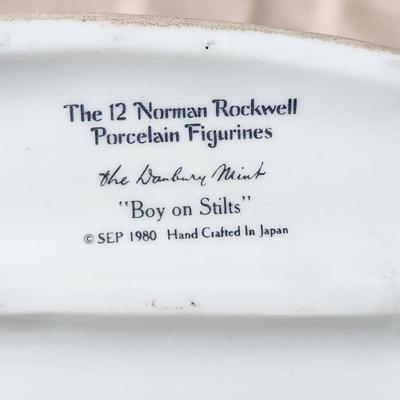 The 12 Norman Rockwell
Porcelain Figurines
the Danbury Mint
"Boy on Stilts"
© SEP 1980 Hand Crafted In Japan